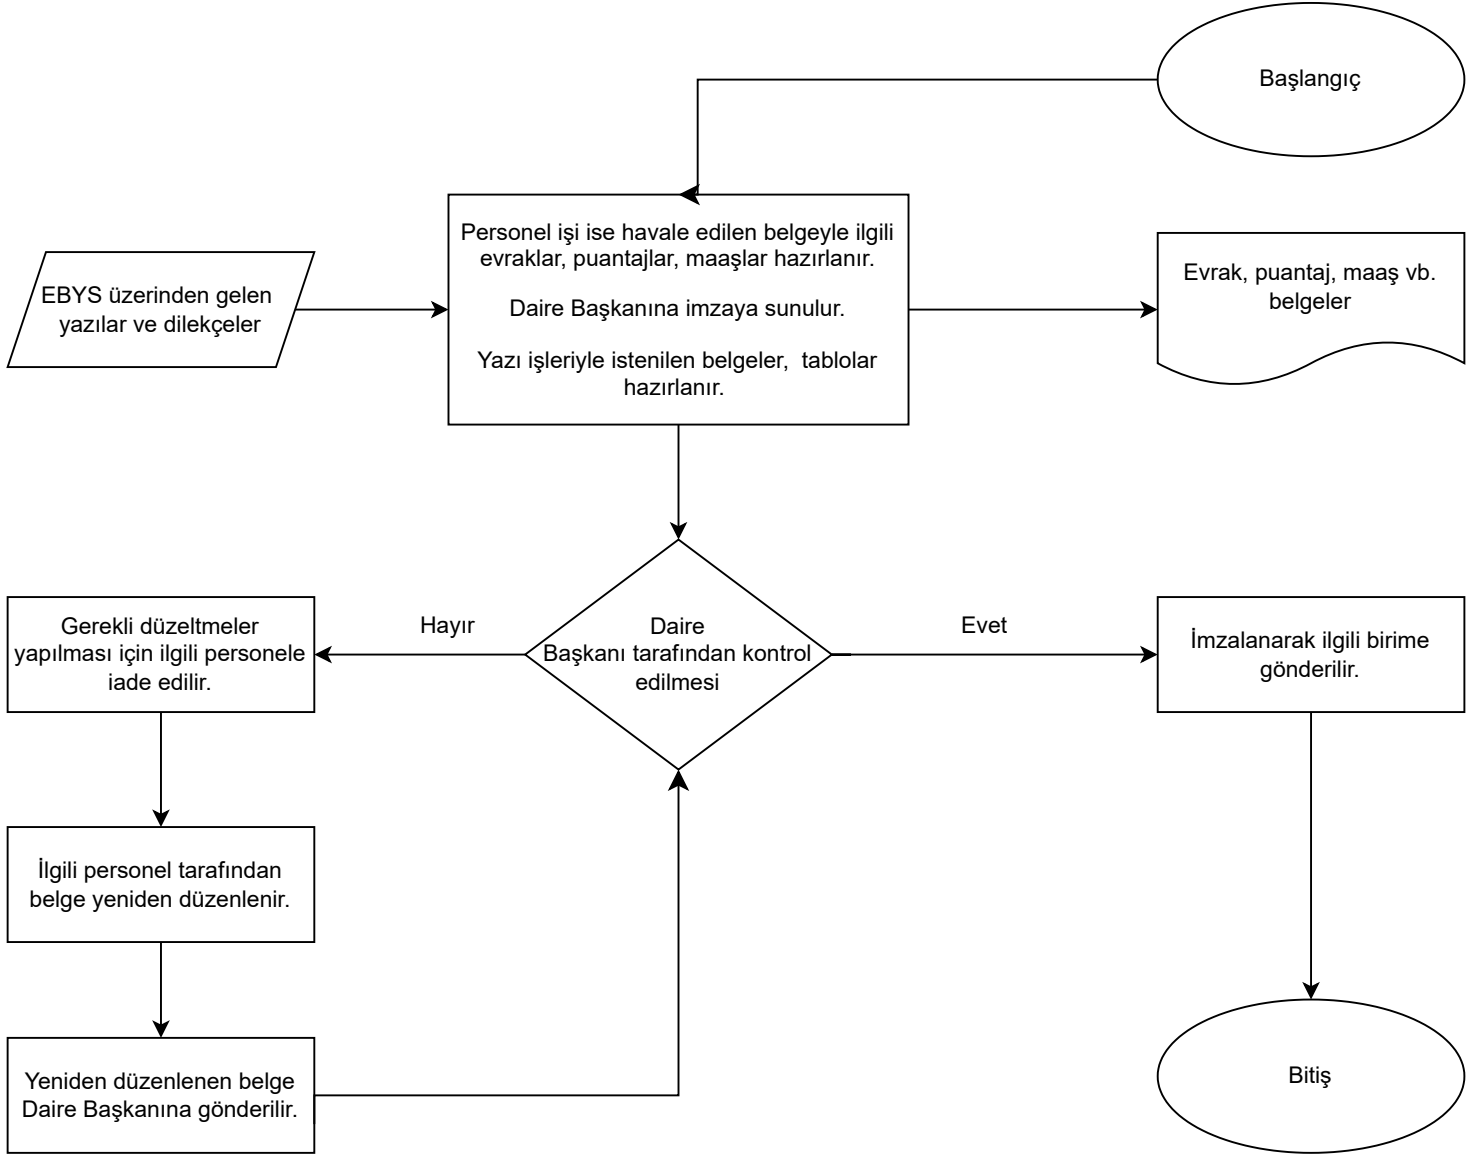 Başlangıç
Personel işi ise havale edilen belgeyle ilgili
evraklar, puantajlar, maaşlar hazırlanır.
Daire Başkanına imzaya sunulur.
Yazı işleriyle istenilen belgeler,  tablolar
hazırlanır.
EBYS üzerinden gelen
yazılar ve dilekçeler
Evrak, puantaj, maaş vb.
belgeler
Daire
Başkanı tarafından kontrol
edilmesi
Hayır
Evet
Gerekli düzeltmeler
yapılması için ilgili personele
iade edilir.
İmzalanarak ilgili birime
gönderilir.
İlgili personel tarafından
belge yeniden düzenlenir.
Yeniden düzenlenen belge
Daire Başkanına gönderilir.
Bitiş